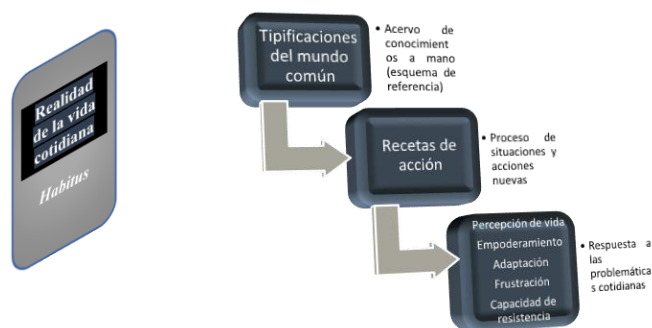 Realidad
de la vida
cotidiana
Habitus
Tipificaciones
del mundo
común
• Acervo de
conocimient
os a mano
(esquema de
referencia)
Recetas de
acción
• Proceso de
situaciones y
acciones
nuevas
Percepción de vida
Empoderamiento
Adaptación
Frustración
Capacidad de
resistencia
• Respuesta a
las
problemática
s cotidianas